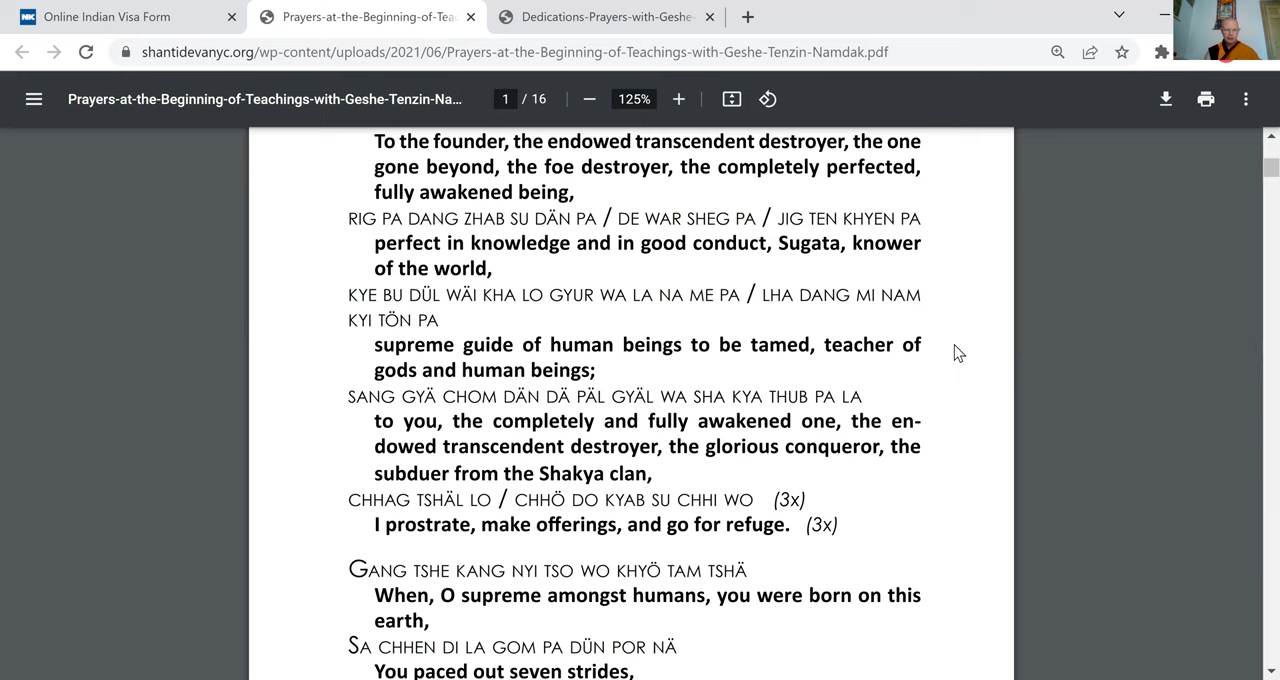 Online Indian Visa Form
Prayers-at-the-Beginning-of-Tea
Dedications-Prayers-with-Geshe-
shantidevanyc.org/wp-content/uploads/2021/06/Prayers-at-the-Beginning-of-Teachings-with-Geshe-Tenzin-Namdak.pdf
Prayers-at-the-Beginning-of-Teachings-with-Geshe-Tenzin-Na...
1 / 16
125%
To the founder, the endowed transcendent destroyer, the one
gone beyond, the foe destroyer, the completely perfected,
fully awakened being,
RIG PA DANG ZHAB SU DÄN PA / DE WAR SHEG PA / JIG TEN KHYEN PA
perfect in knowledge and in good conduct, Sugata, knower
of the world,
KYE BU DÜL WÄI KHA LO GYUR WA LA NA ME PA / LHA DANG MI NAM
KYI TÖN PA
supreme guide of human beings to be tamed, teacher of
gods and human beings;
SANG GYÄ CHOM DÄN DÄ PÄL GYÄL WA SHA KYA THUB PA LA
to you, the completely and fully awakened one, the en-
dowed transcendent destroyer, the glorious conqueror, the
subduer from the Shakya clan,
CHHAG TSHÄL LO / CHHÖ DO KYAB SU CHHI WO (3x)
I prostrate, make offerings, and go for refuge. (3x)
GANG TSHE KANG NYI TSO WO KHYÖ TAM TSHÄ
When, O supreme amongst humans, you were born on this
earth,
SA CHHEN DI LA GOM PA DÜN POR NÄ
You paced out seven strides,